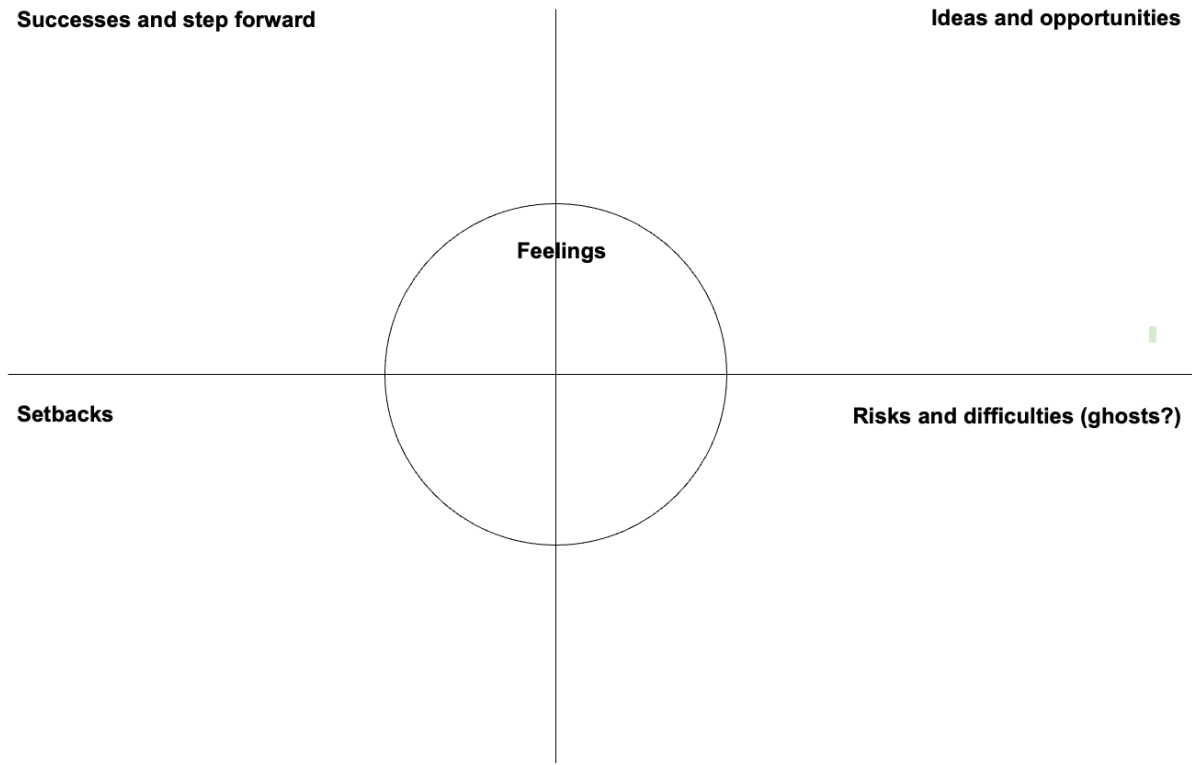 Successes and step forward
Ideas and opportunities
Feelings
Setbacks
Risks and difficulties (ghosts?)